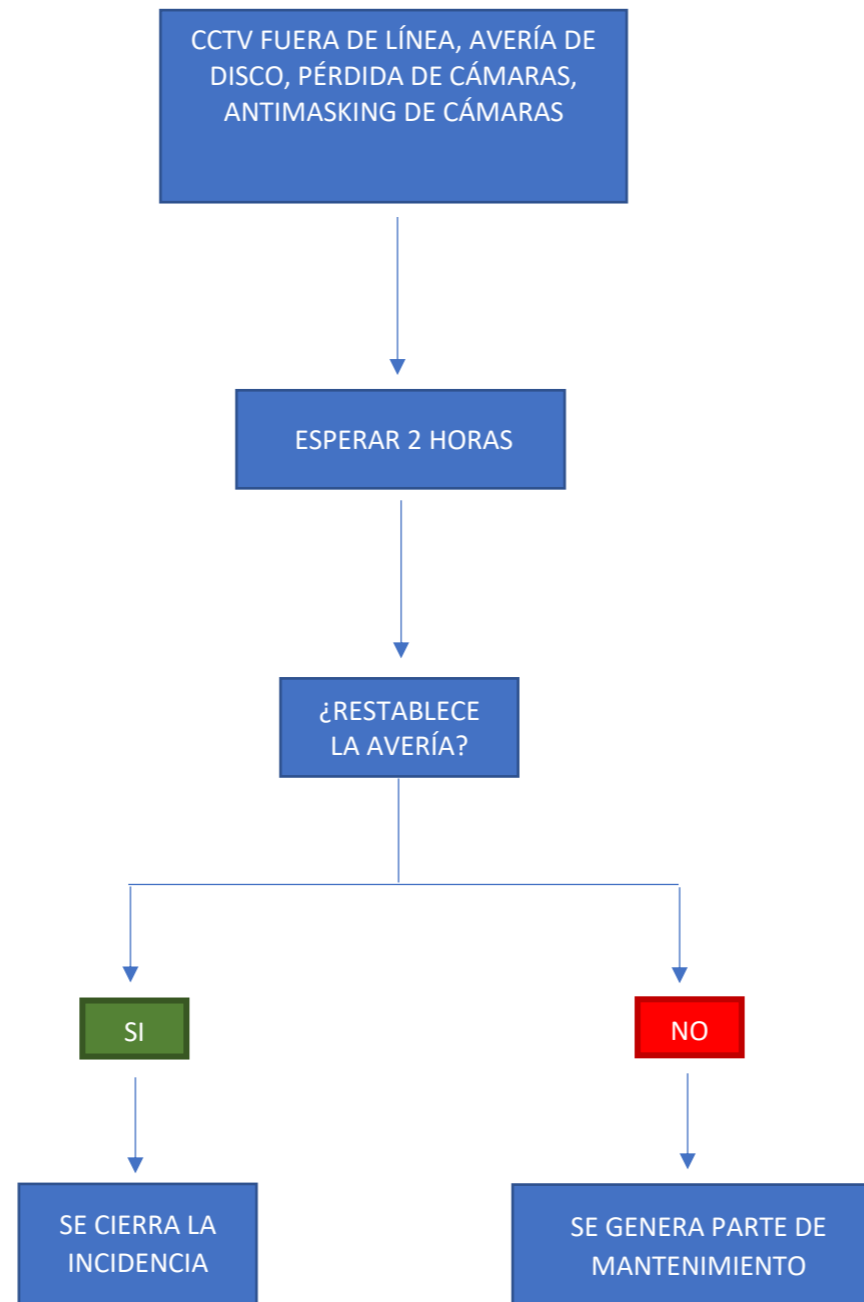 CCTV FUERA DE LÍNEA, AVERÍA DE
DISCO, PÉRDIDA DE CÁMARAS,
ANTIMASKING DE CÁMARAS
ESPERAR 2 HORAS
¿RESTABLECE
LA AVERÍA?
SI
NO
SE CIERRA LA
INCIDENCIA
SE GENERA PARTE DE
MANTENIMIENTO